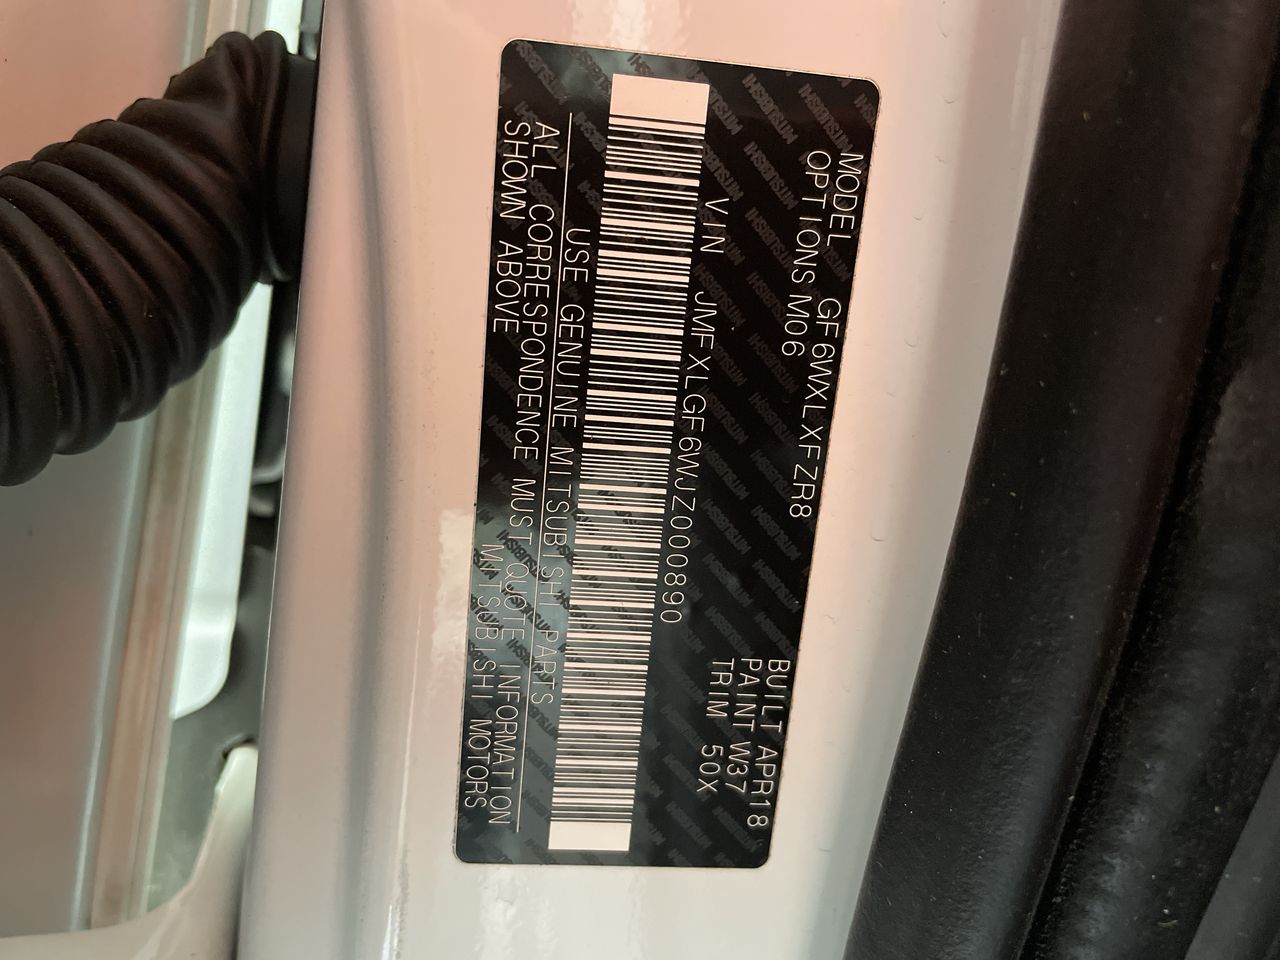 MODEL GF6WXLXFZR8
OPTIONS M06
BUILT APR18
PAINT W37
TRIM 50X
VIN JMFXLGF6WJZ000890
USE GENUINE MITSUBISHI PARTS
ALL CORRESPONDENCE MUST QUOTE INFORMATION
SHOWN ABOVE MITSUBISHI MOTORS